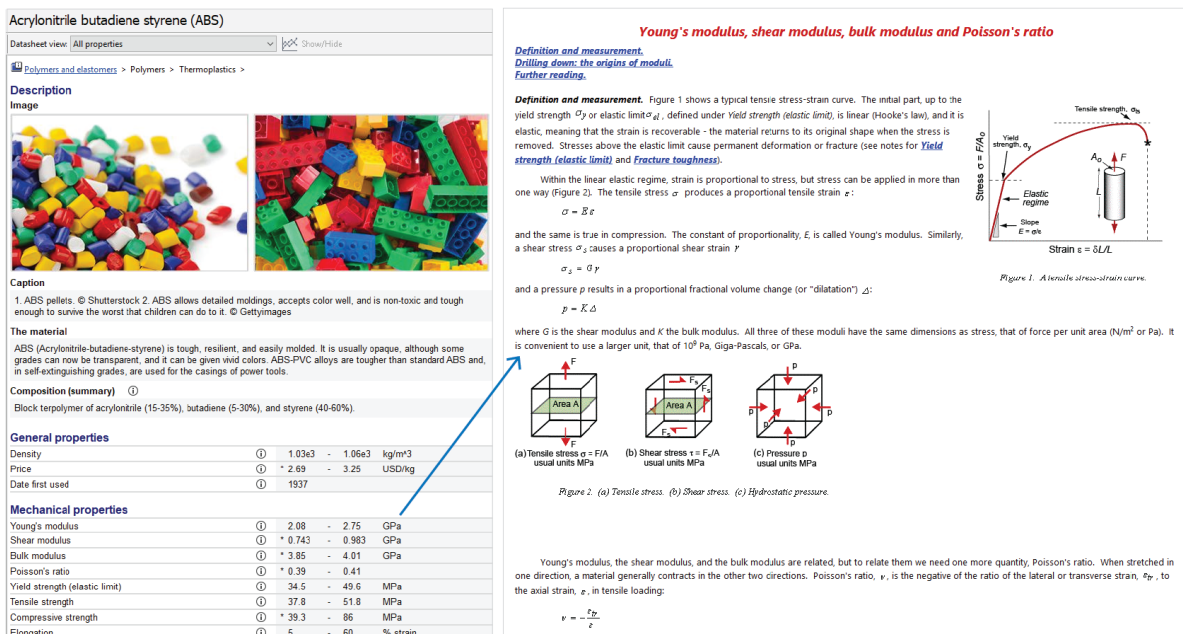 Acrylonitrile butadiene styrene (ABS)
Datasheet view: All properties Show/Hide
Polymers and elastomers > Polymers > Thermoplastics >
Description
Image
Caption
1. ABS pellets. © Shutterstock 2. ABS allows detailed moldings, accepts color well, and is non-toxic and tough
enough to survive the worst that children can do to it. © Gettyimages
The material
ABS (Acrylonitrile-butadiene-styrene) is tough, resilient, and easily molded. It is usually opaque, although some
grades can now be transparent, and it can be given vivid colors. ABS-PVC alloys are tougher than standard ABS and,
in self-extinguishing grades, are used for the casings of power tools.
Composition (summary)
Block terpolymer of acrylonitrile (15-35%), butadiene (5-30%), and styrene (40-60%).
General properties
Density 1.03e3 - 1.06e3 kg/m^3
Price * 2.69 - 3.25 USD/kg
Date first used 1937
Mechanical properties
Young's modulus 2.08 - 2.75 GPa
Shear modulus * 0.743 - 0.983 GPa
Bulk modulus * 3.85 - 4.01 GPa
Poisson's ratio * 0.39 - 0.41
Yield strength (elastic limit) 34.5 - 49.6 MPa
Tensile strength 37.8 - 51.8 MPa
Compressive strength * 39.3 - 86 MPa
Elongation 5 - 60 % strain
Young's modulus, shear modulus, bulk modulus and Poisson's ratio
Definition and measurement.
Drilling down: the origins of moduli.
Further reading.
Definition and measurement. Figure 1 shows a typical tensile stress-strain curve. The initial part, up to the
yield strength σp or elastic limit σel , defined under Yield strength (elastic limit), is linear (Hooke's law), and it is
elastic, meaning that the strain is recoverable - the material returns to its original shape when the stress is
removed. Stresses above the elastic limit cause permanent deformation or fracture (see notes for Yield
strength (elastic limit) and Fracture toughness).
Within the linear elastic regime, strain is proportional to stress, but stress can be applied in more than
one way (Figure 2). The tensile stress σ produces a proportional tensile strain ε:
σ = E ε
and the same is true in compression. The constant of proportionality, E, is called Young's modulus. Similarly,
a shear stress σs causes a proportional shear strain γ
σs = G γ
and a pressure p results in a proportional fractional volume change (or "dilatation") Δ:
p = K Δ
Tensile strength, σts
Yield
strength, σy
Stress σ = F/Ao
Ao
F
L
Elastic
regime
Slope
E = σ/ε
Strain ε = δL/L
Figure 1. A tensile stress-strain curve.
where G is the shear modulus and K the bulk modulus. All three of these moduli have the same dimensions as stress, that of force per unit area (N/m² or Pa). It
is convenient to use a larger unit, that of 10⁹ Pa, Giga-Pascals, or GPa.
F
Area A
F
(a) Tensile stress σ = F/A
usual units MPa
Fs
Fs
Area A
Fs
(b) Shear stress τ = Fs/A
usual units MPa
p
p
p
p
p
p
(c) Pressure p
usual units MPa
Figure 2. (a) Tensile stress. (b) Shear stress. (c) Hydrostatic pressure.
Young's modulus, the shear modulus, and the bulk modulus are related, but to relate them we need one more quantity, Poisson's ratio. When stretched in
one direction, a material generally contracts in the other two directions. Poisson's ratio, ν, is the negative of the ratio of the lateral or transverse strain, εtr , to
the axial strain, ε, in tensile loading:
ν = - εtr / ε